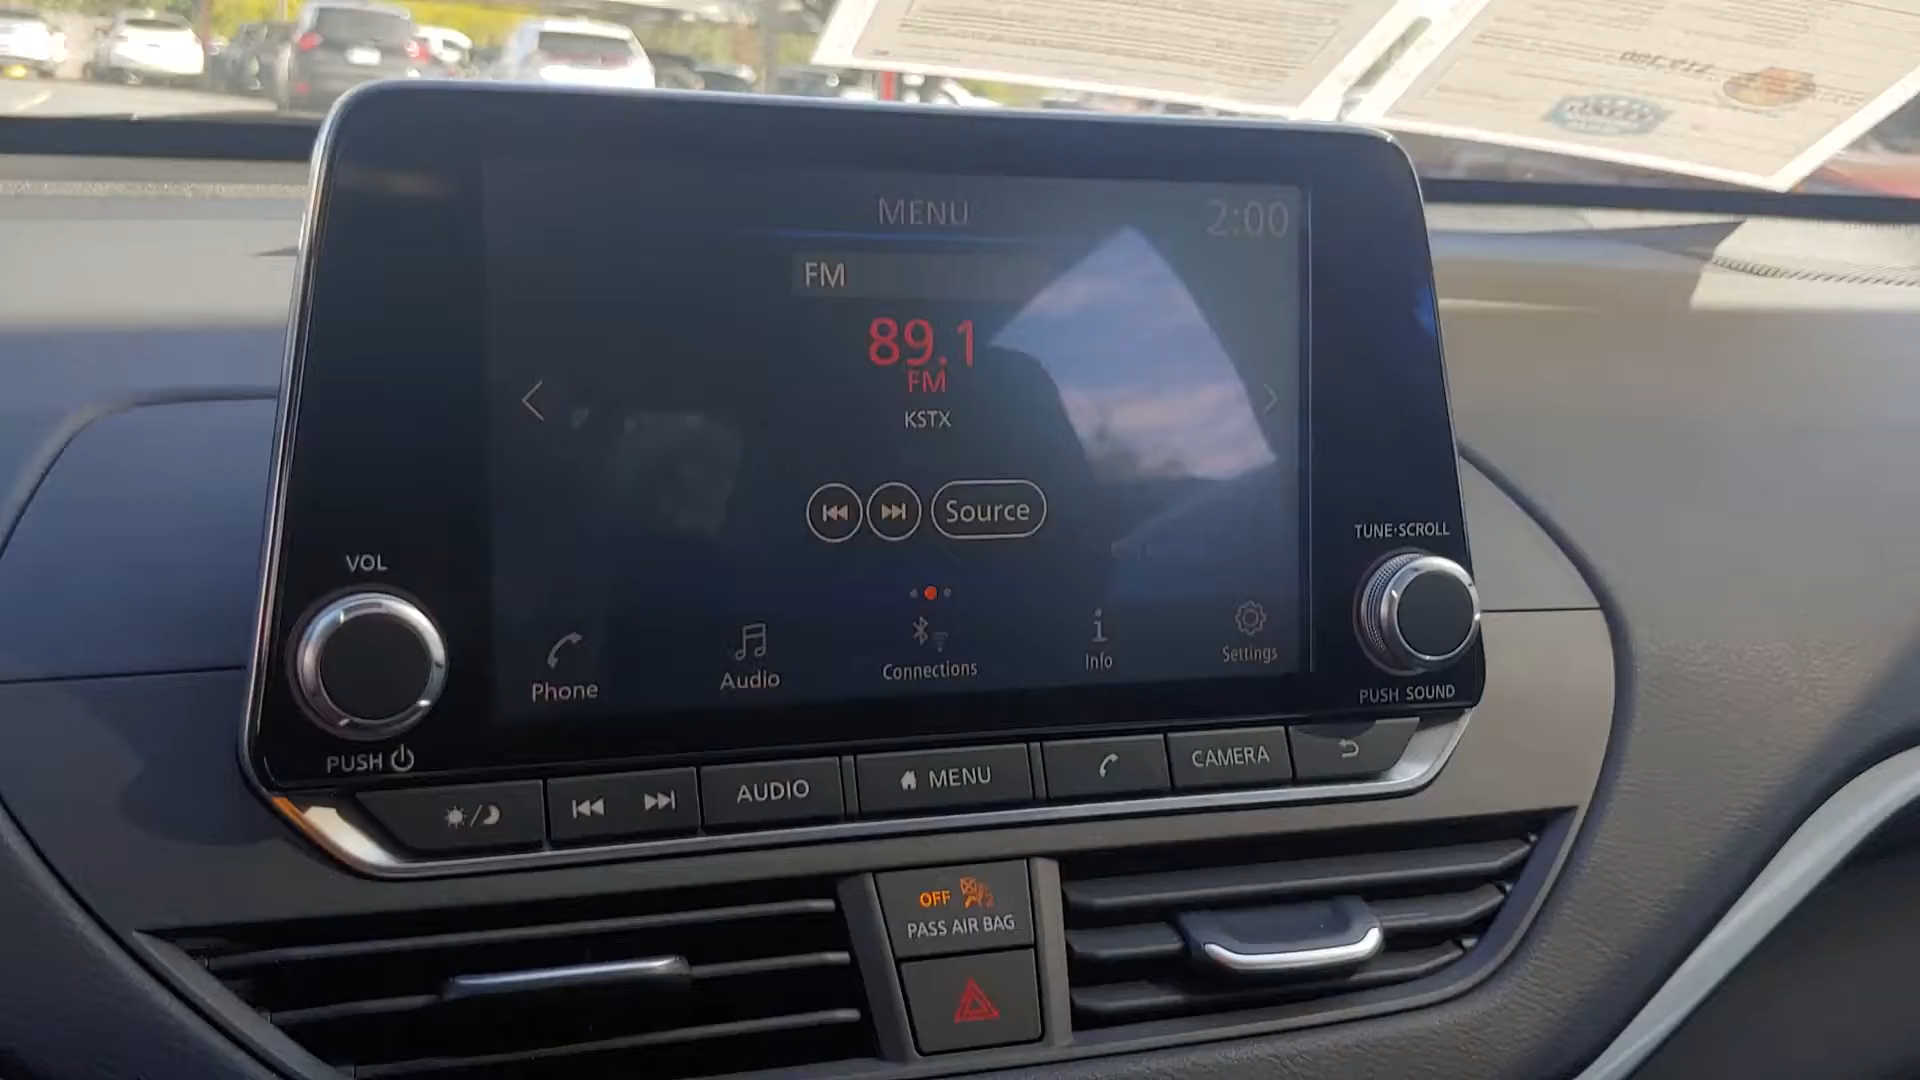 MENU
2:00
FM
89.1
FM
KSTX
Source
VOL
TUNE·SCROLL
Phone
Audio
Connections
Info
Settings
PUSH
PUSH SOUND
AUDIO
MENU
CAMERA
OFF
PASS AIR BAG